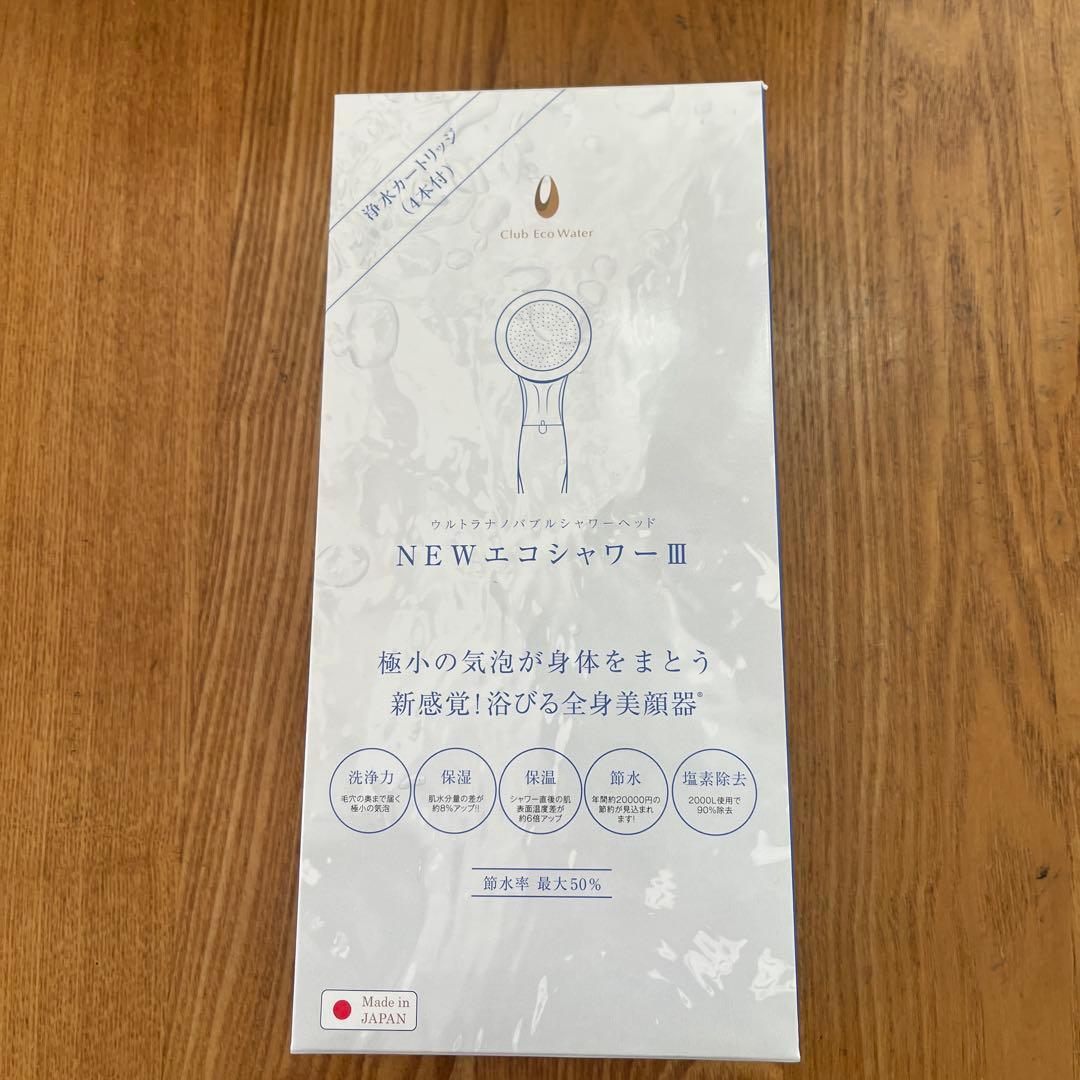 浄水カートリッジ
(4本付)
Club Eco Water
ウルトラナノバブルシャワーヘッド
NEWエコシャワーⅢ
極小の気泡が身体をまとう
新感覚!浴びる全身美顔器®
洗浄力
毛穴の奥まで届く
極小の気泡
保湿
肌水分量の差が
約8%アップ!!
保温
シャワー直後の肌
表面温度差が
約6倍アップ
節水
年間約20000円の
節約が見込まれ
ます!
塩素除去
2000L使用で
90%除去
節水率 最大50%
Made in
JAPAN